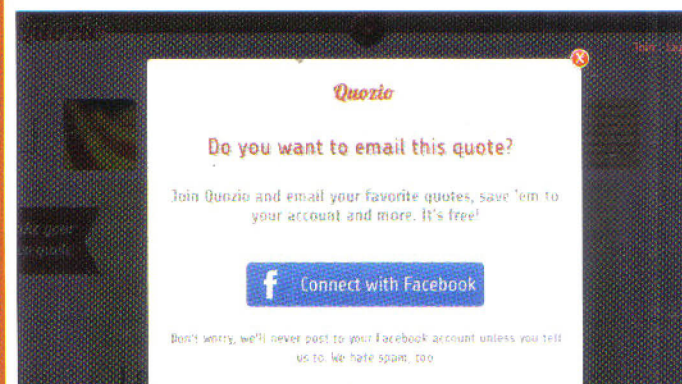 Join
Quozio
Do you want to email this quote?
Join Quozio and email your favorite quotes, save 'em to
your account and more. It's free!
f Connect with Facebook
Don't worry, we'll never post to your Facebook account unless you tell
us to. We hate spam, too